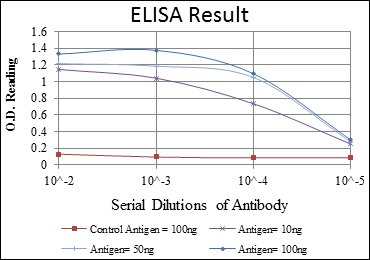 ELISA Result
O.D. Reading
1.6
1.4
1.2
1
0.8
0.6
0.4
0.2
0
10^-2 10^-3 10^-4 10^-5
Serial Dilutions of Antibody
Control Antigen = 100ng Antigen= 10ng
Antigen= 50ng Antigen= 100ng